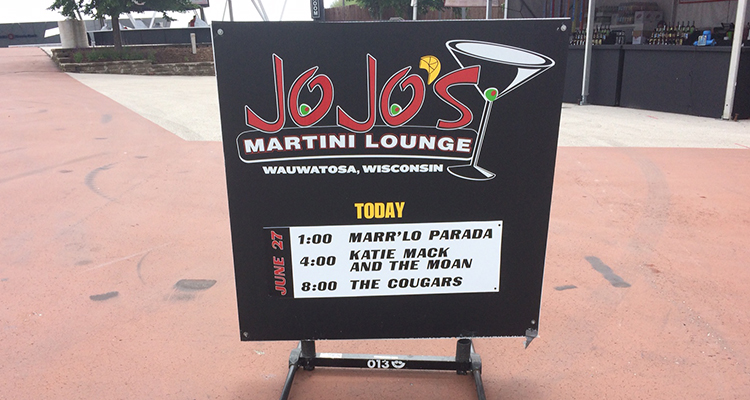 JOJO'S
MARTINI LOUNGE
WAUWATOSA, WISCONSIN
TODAY
JUNE 27
1:00 MARR'LO PARADA
4:00 KATIE MACK
AND THE MOAN
8:00 THE COUGARS
013